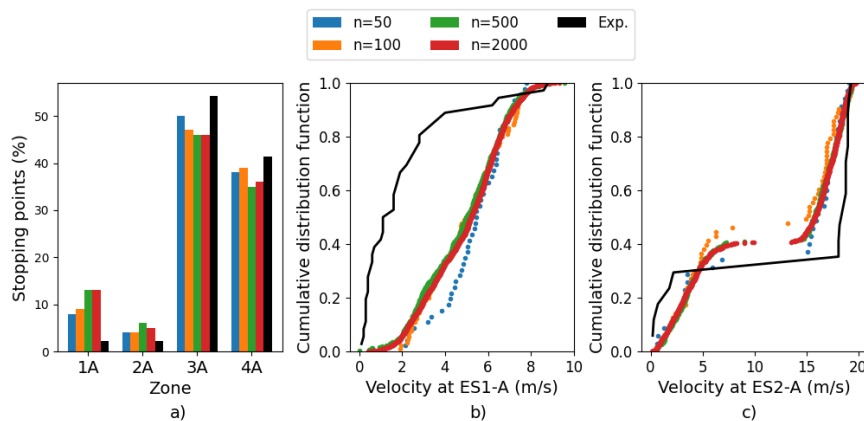 n=50 n=500 Exp.
n=100 n=2000
Stopping points (%)
50
40
30
20
10
0
1A 2A 3A 4A
Zone
a)
Cumulative distribution function
1.0
0.8
0.6
0.4
0.2
0.0
0 2 4 6 8 10
Velocity at ES1-A (m/s)
b)
Cumulative distribution function
1.0
0.8
0.6
0.4
0.2
0.0
0 5 10 15 20
Velocity at ES2-A (m/s)
c)